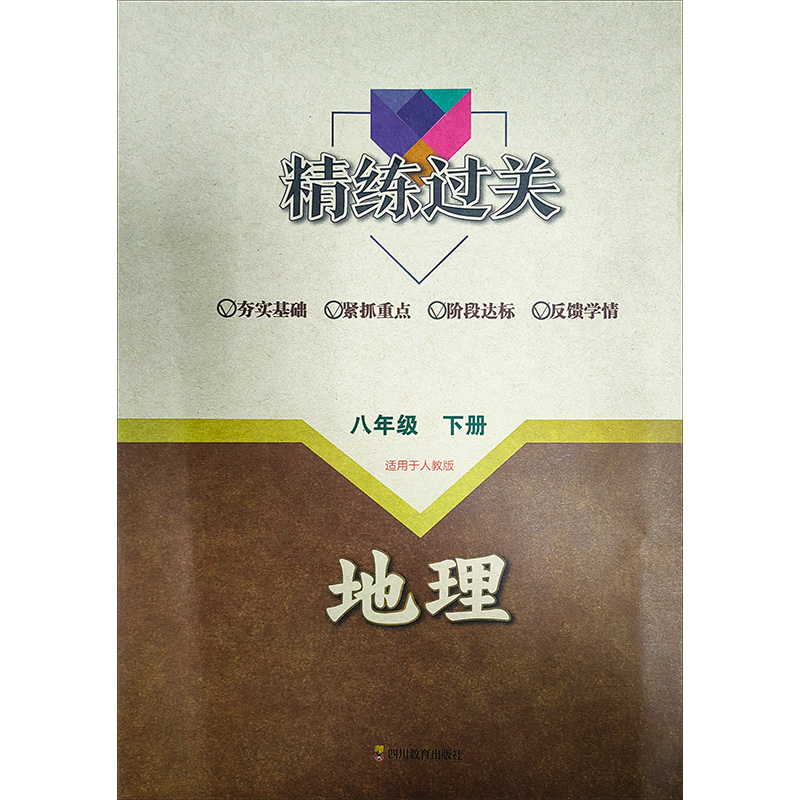 精练过关
夯实基础 紧抓重点 阶段达标 反馈学情
八年级 下册
适用于人教版
地理
四川教育出版社